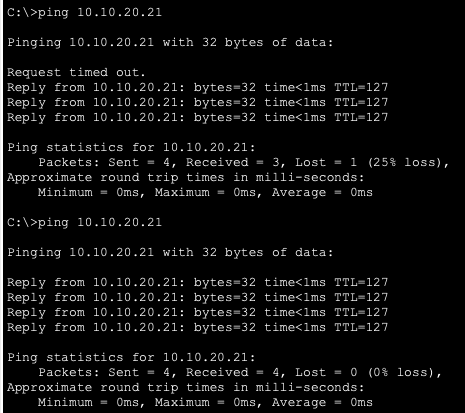 C:\>ping 10.10.20.21
Pinging 10.10.20.21 with 32 bytes of data:
Request timed out.
Reply from 10.10.20.21: bytes=32 time<1ms TTL=127
Reply from 10.10.20.21: bytes=32 time<1ms TTL=127
Reply from 10.10.20.21: bytes=32 time<1ms TTL=127
Ping statistics for 10.10.20.21:
    Packets: Sent = 4, Received = 3, Lost = 1 (25% loss),
Approximate round trip times in milli-seconds:
    Minimum = 0ms, Maximum = 0ms, Average = 0ms
C:\>ping 10.10.20.21
Pinging 10.10.20.21 with 32 bytes of data:
Reply from 10.10.20.21: bytes=32 time<1ms TTL=127
Reply from 10.10.20.21: bytes=32 time<1ms TTL=127
Reply from 10.10.20.21: bytes=32 time<1ms TTL=127
Reply from 10.10.20.21: bytes=32 time<1ms TTL=127
Ping statistics for 10.10.20.21:
    Packets: Sent = 4, Received = 4, Lost = 0 (0% loss),
Approximate round trip times in milli-seconds:
    Minimum = 0ms, Maximum = 0ms, Average = 0ms